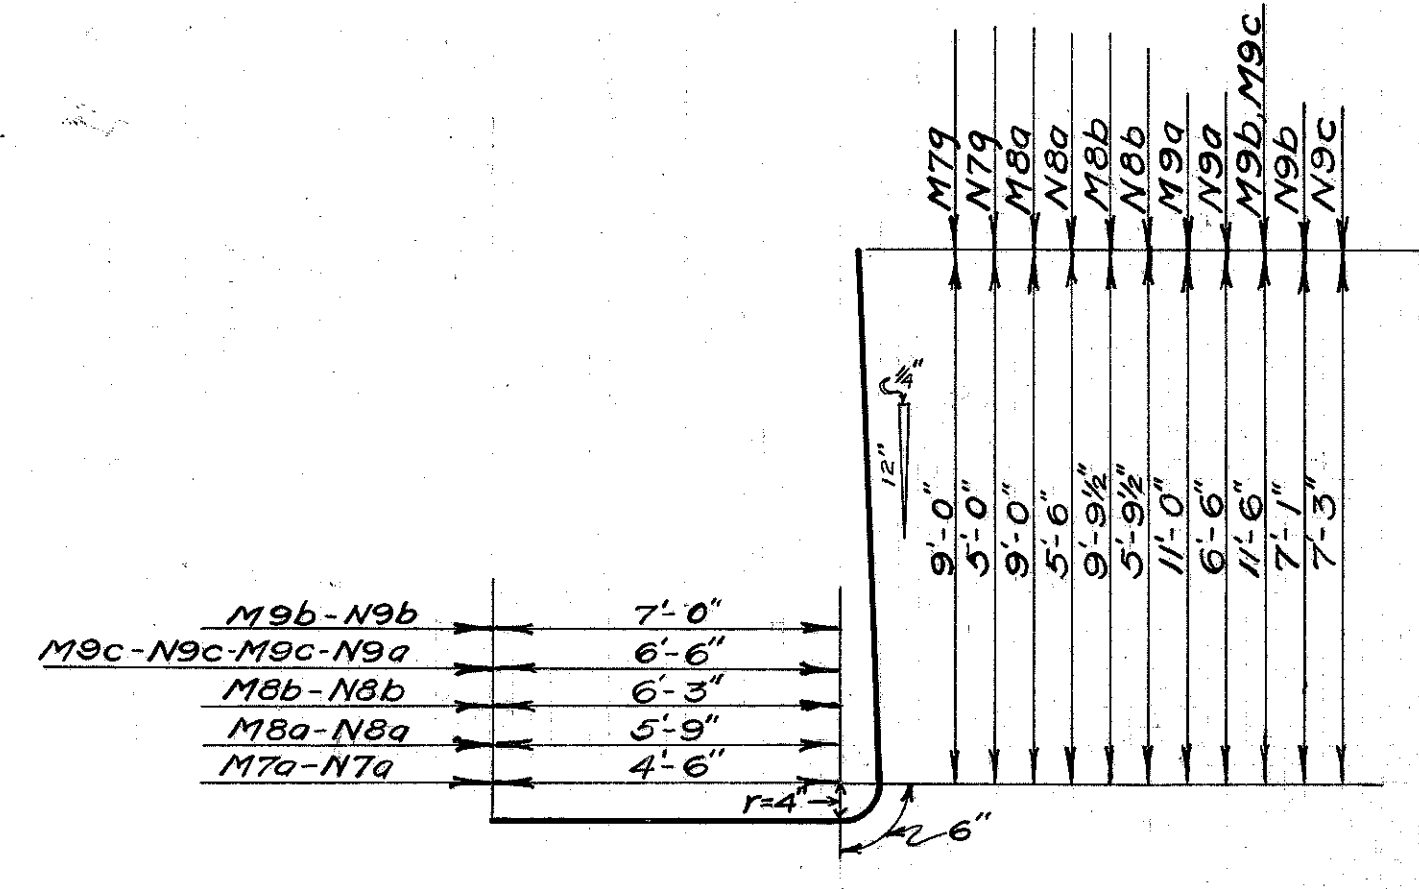 M7a
N7a
M8a
N8a
M8b
N8b
M9a
N9a
M9b, M9c
N9b
N9c
1/4"
12"
9'-0"
5'-0"
9'-0"
5'-6"
9'-9½"
5'-9½"
11'-0"
6'-6"
11'-6"
7'-1"
7'-3"
M9b-N9b 7'-0"
M9c-N9c-M9c-N9a 6'-6"
M8b-N8b 6'-3"
M8a-N8a 5'-9"
M7a-N7a 4'-6"
r=4"
6"